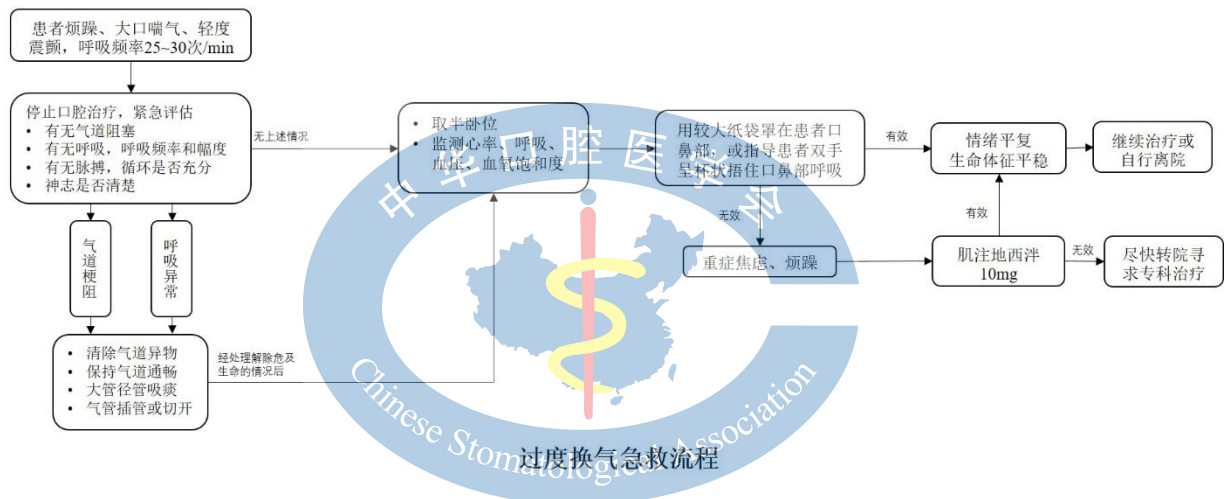 患者烦躁、大口喘气、轻度
震颤，呼吸频率25~30次/min
停止口腔治疗，紧急评估
• 有无气道阻塞
• 有无呼吸，呼吸频率和幅度
• 有无脉搏，循环是否充分
• 神志是否清楚
无上述情况
• 取半卧位
• 监测心率、呼吸、
血压、血氧饱和度
用较大纸袋罩在患者口
鼻部；或指导患者双手
呈杯状捂住口鼻部呼吸
有效
情绪平复
生命体征平稳
继续治疗或
自行离院
气道梗阻
呼吸异常
无效
有效
重症焦虑、烦躁
肌注地西泮
10mg
无效
尽快转院寻
求专科治疗
• 清除气道异物
• 保持气道通畅
• 大管径管吸痰
• 气管插管或切开
经处理解除危及
生命的情况后
中华口腔医学会
Chinese Stomatological Association
过度换气急救流程